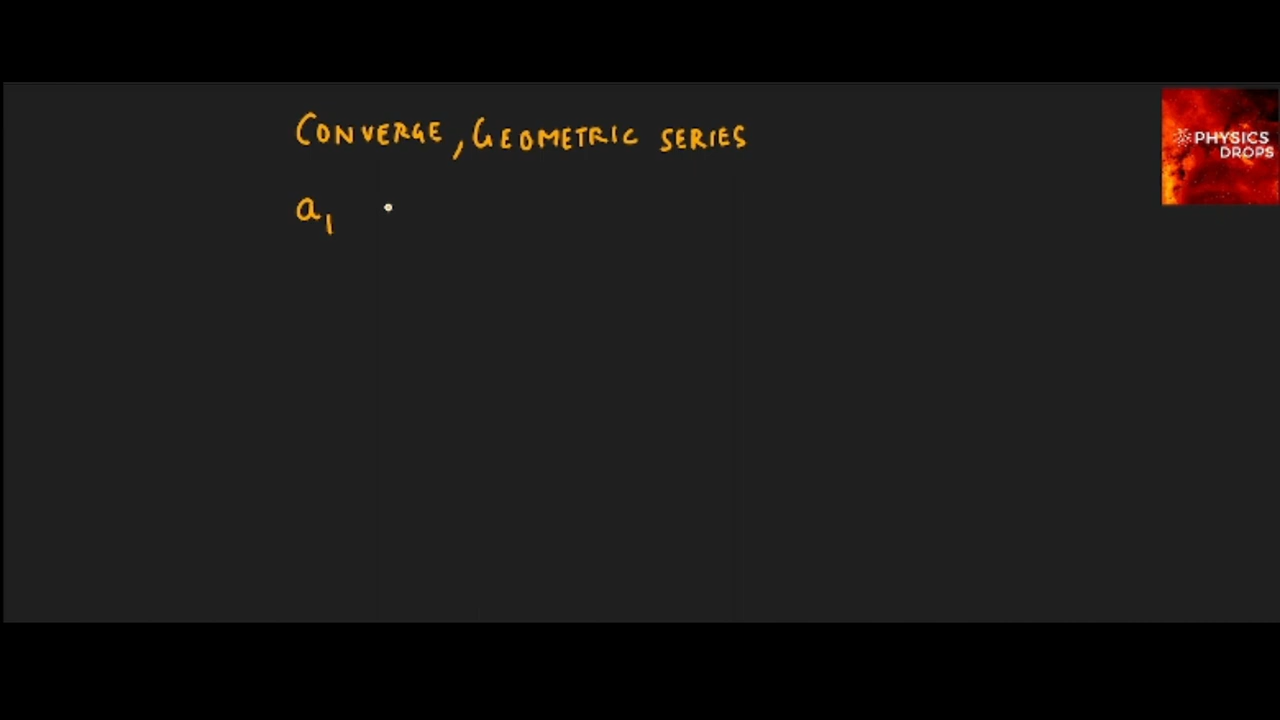 CONVERGE, GEOMETRIC SERIES
a₁
PHYSICS
DROPS